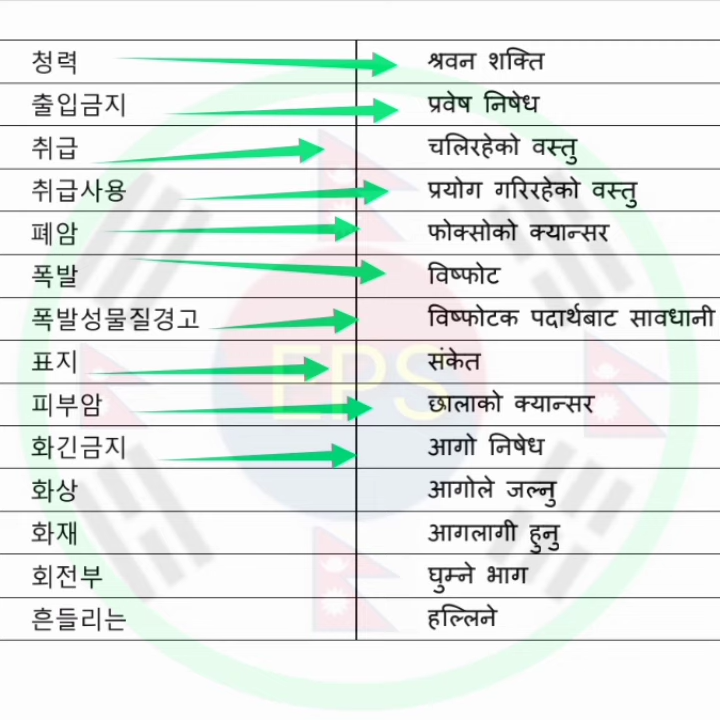 청력 श्रवन शक्ति
출입금지 प्रवेष निषेध
취급 चलिरहेको वस्तु
취급사용 प्रयोग गरिरहेको वस्तु
폐암 फोक्सोको क्यान्सर
폭발 विष्फोट
폭발성물질경고 विष्फोटक पदार्थबाट सावधानी
표지 संकेत
피부암 छालाको क्यान्सर
화긴금지 आगो निषेध
화상 आगोले जल्नु
화재 आगलागी हुनु
회전부 घुम्ने भाग
흔들리는 हल्लिने
EPS